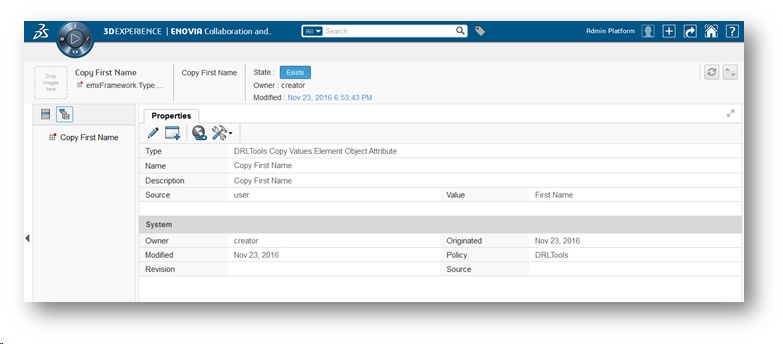 3DEXPERIENCE | ENOVIA Collaboration and.. All Search Admin Platform
Drop images here
Copy First Name
emxFramework.Type....
Copy First Name
State : Exists
Owner : creator
Modified : Nov 23, 2016 6:53:43 PM
Copy First Name
Properties
Type DRLTools Copy Values Element Object Attribute
Name Copy First Name
Description Copy First Name
Source user Value First Name
System
Owner creator Originated Nov 23, 2016
Modified Nov 23, 2016 Policy DRLTools
Revision Source